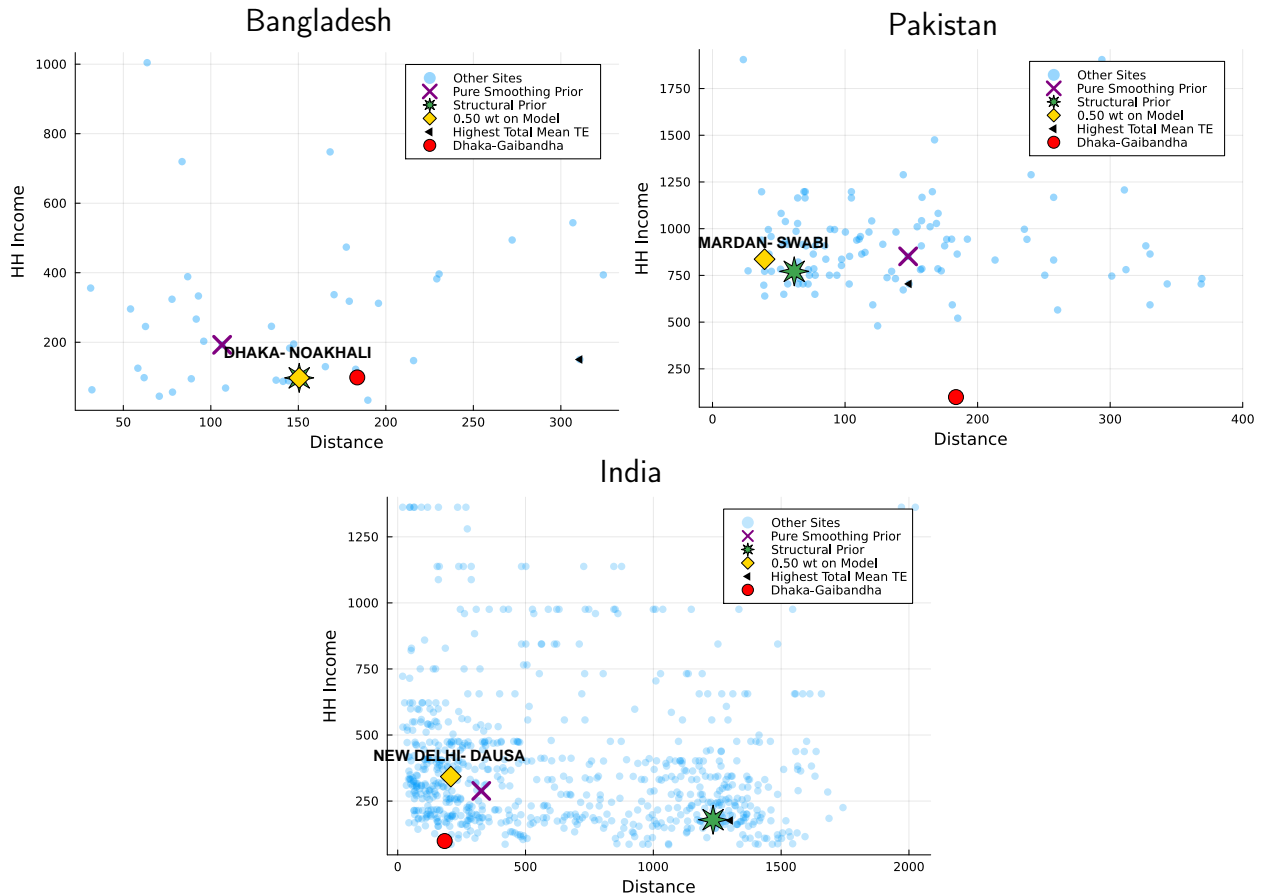 Bangladesh
1000
800
600
400
200
50
100
150
200
250
300
HH Income
Distance
Other Sites
Pure Smoothing Prior
Structural Prior
0.50 wt on Model
Highest Total Mean TE
Dhaka-Gaibandha
DHAKA- NOAKHALI
Pakistan
1750
1500
1250
1000
750
500
250
0
100
200
300
400
HH Income
Distance
Other Sites
Pure Smoothing Prior
Structural Prior
0.50 wt on Model
Highest Total Mean TE
Dhaka-Gaibandha
MARDAN- SWABI
India
1250
1000
750
500
250
0
500
1000
1500
2000
HH Income
Distance
Other Sites
Pure Smoothing Prior
Structural Prior
0.50 wt on Model
Highest Total Mean TE
Dhaka-Gaibandha
NEW DELHI- DAUSA